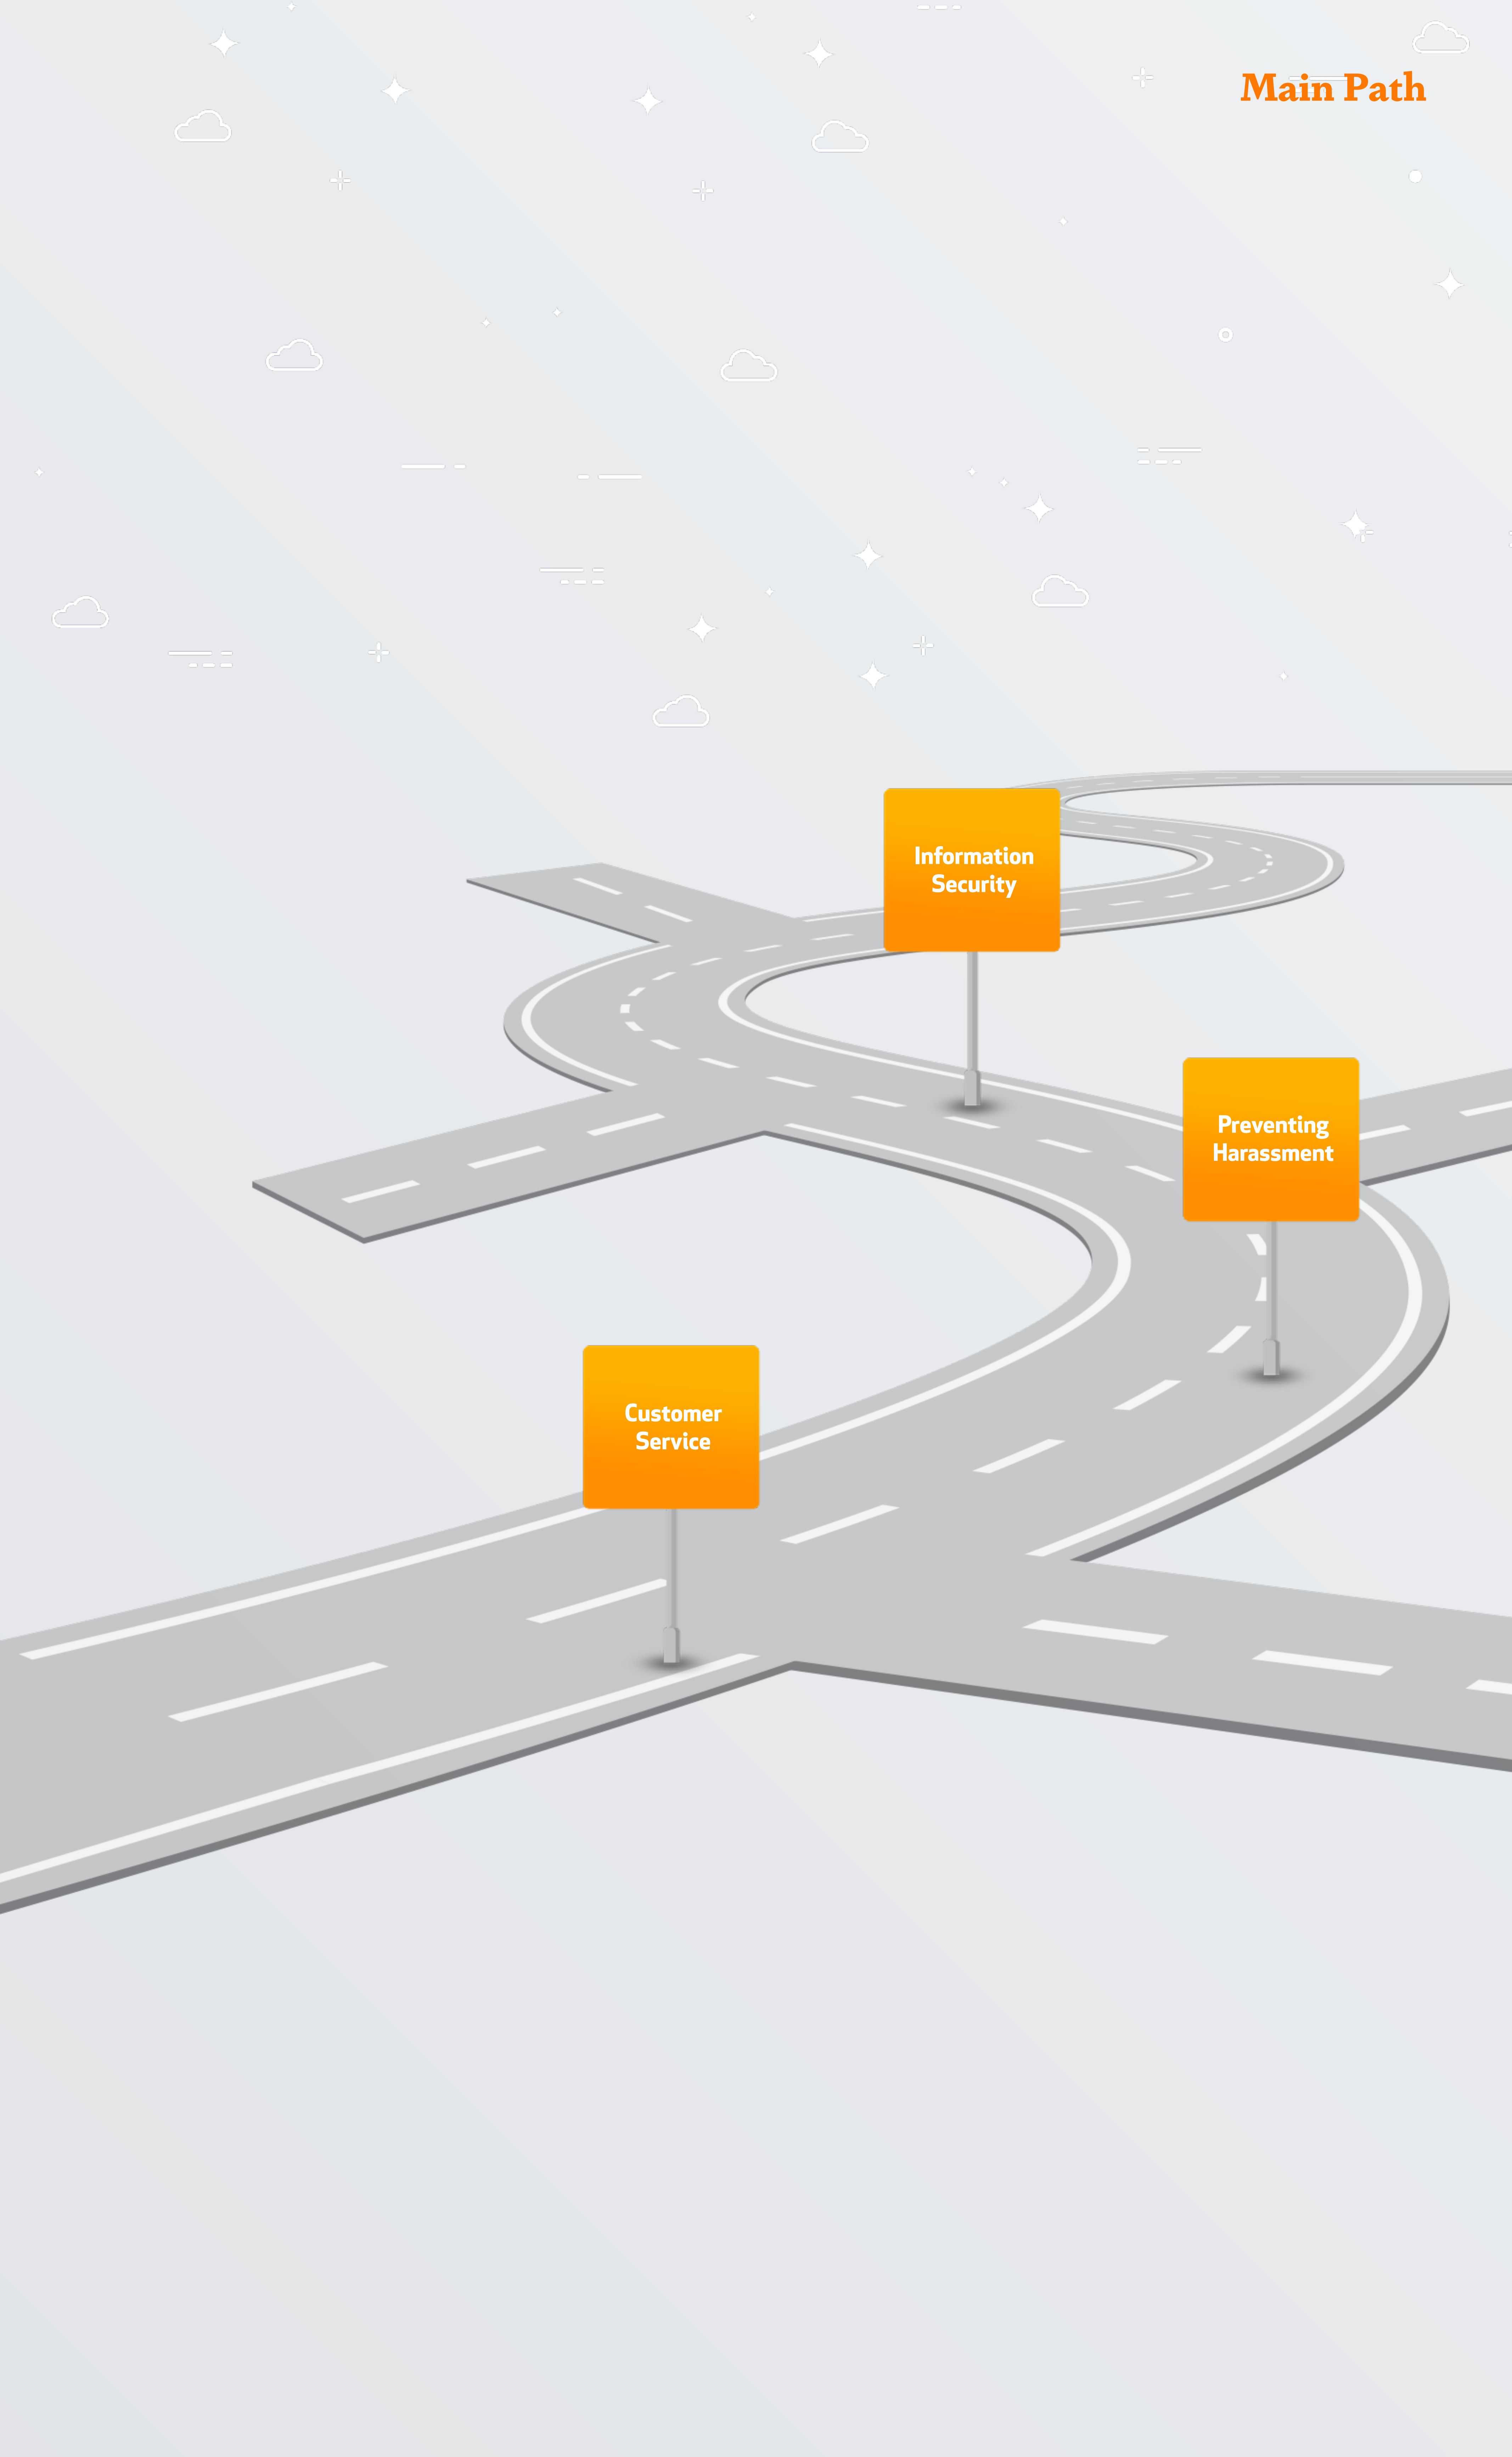 Main Path
Information
Security
Preventing
Harassment
Customer
Service